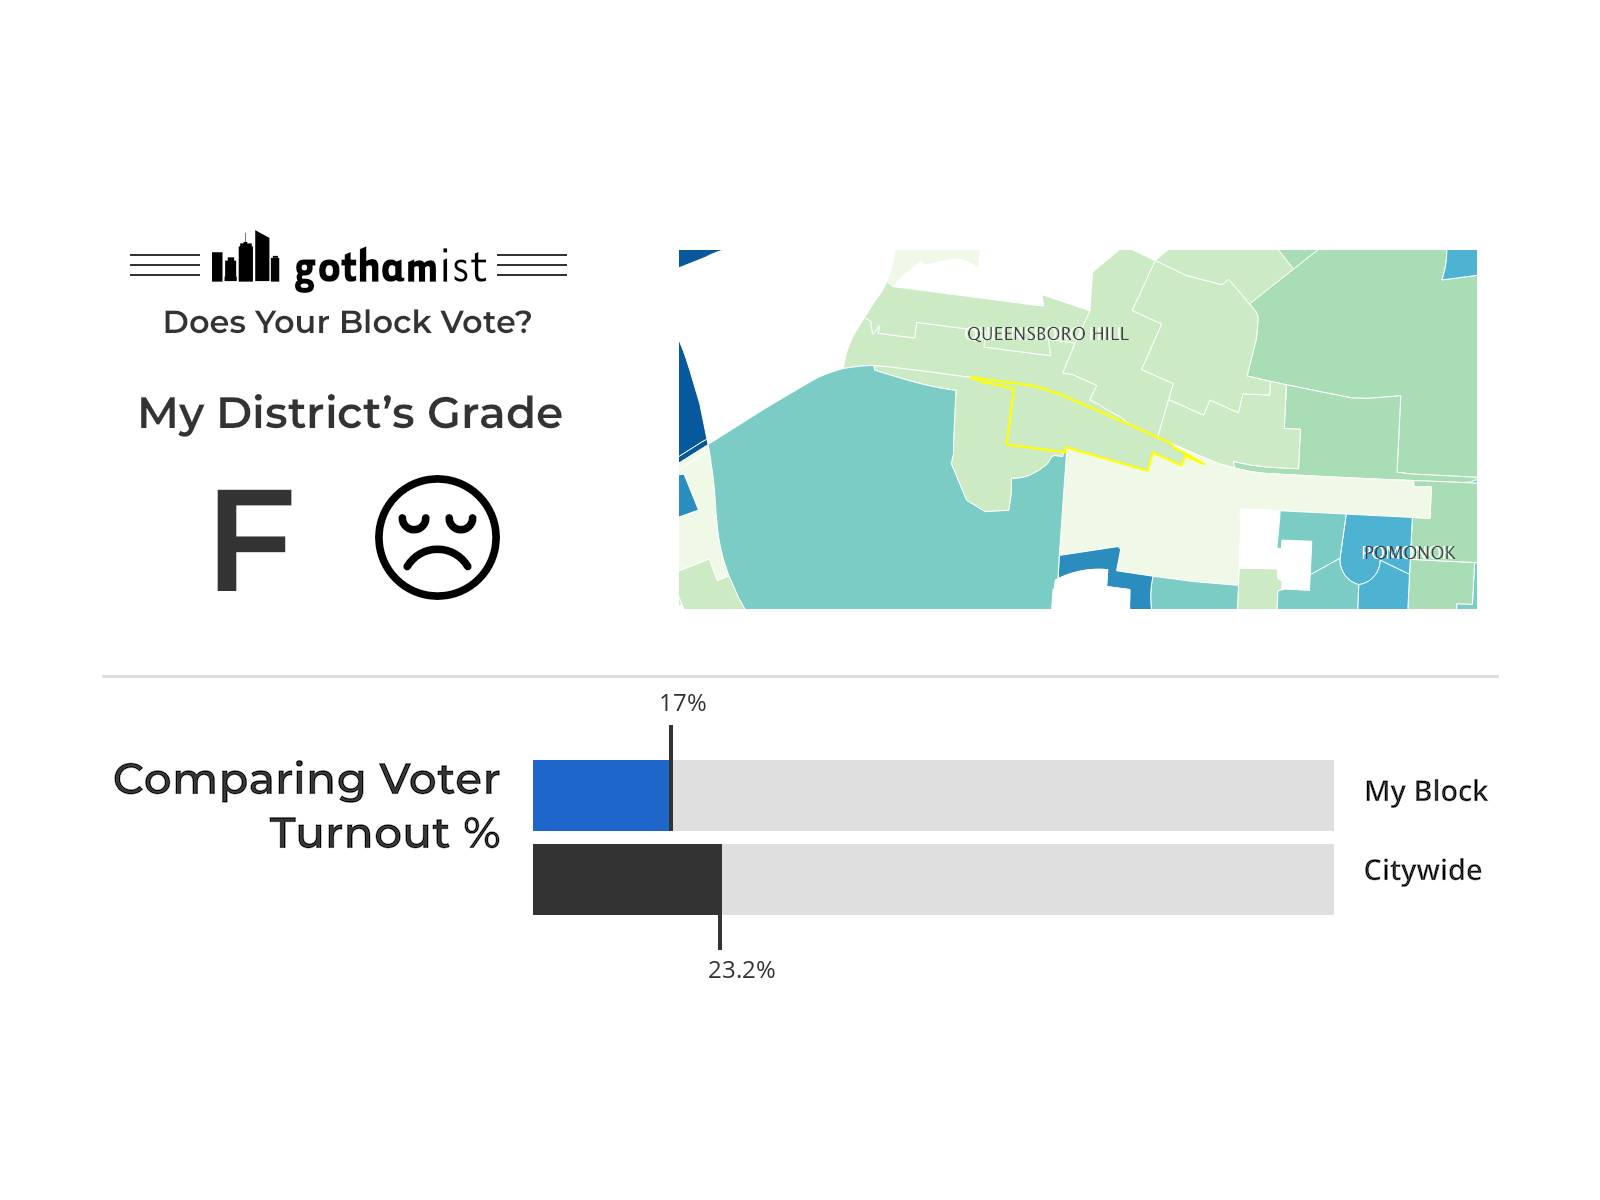 gothamist
Does Your Block Vote?
My District’s Grade
F
QUEENSBORO HILL
POMONOK
17%
Comparing Voter
Turnout %
My Block
Citywide
23.2%